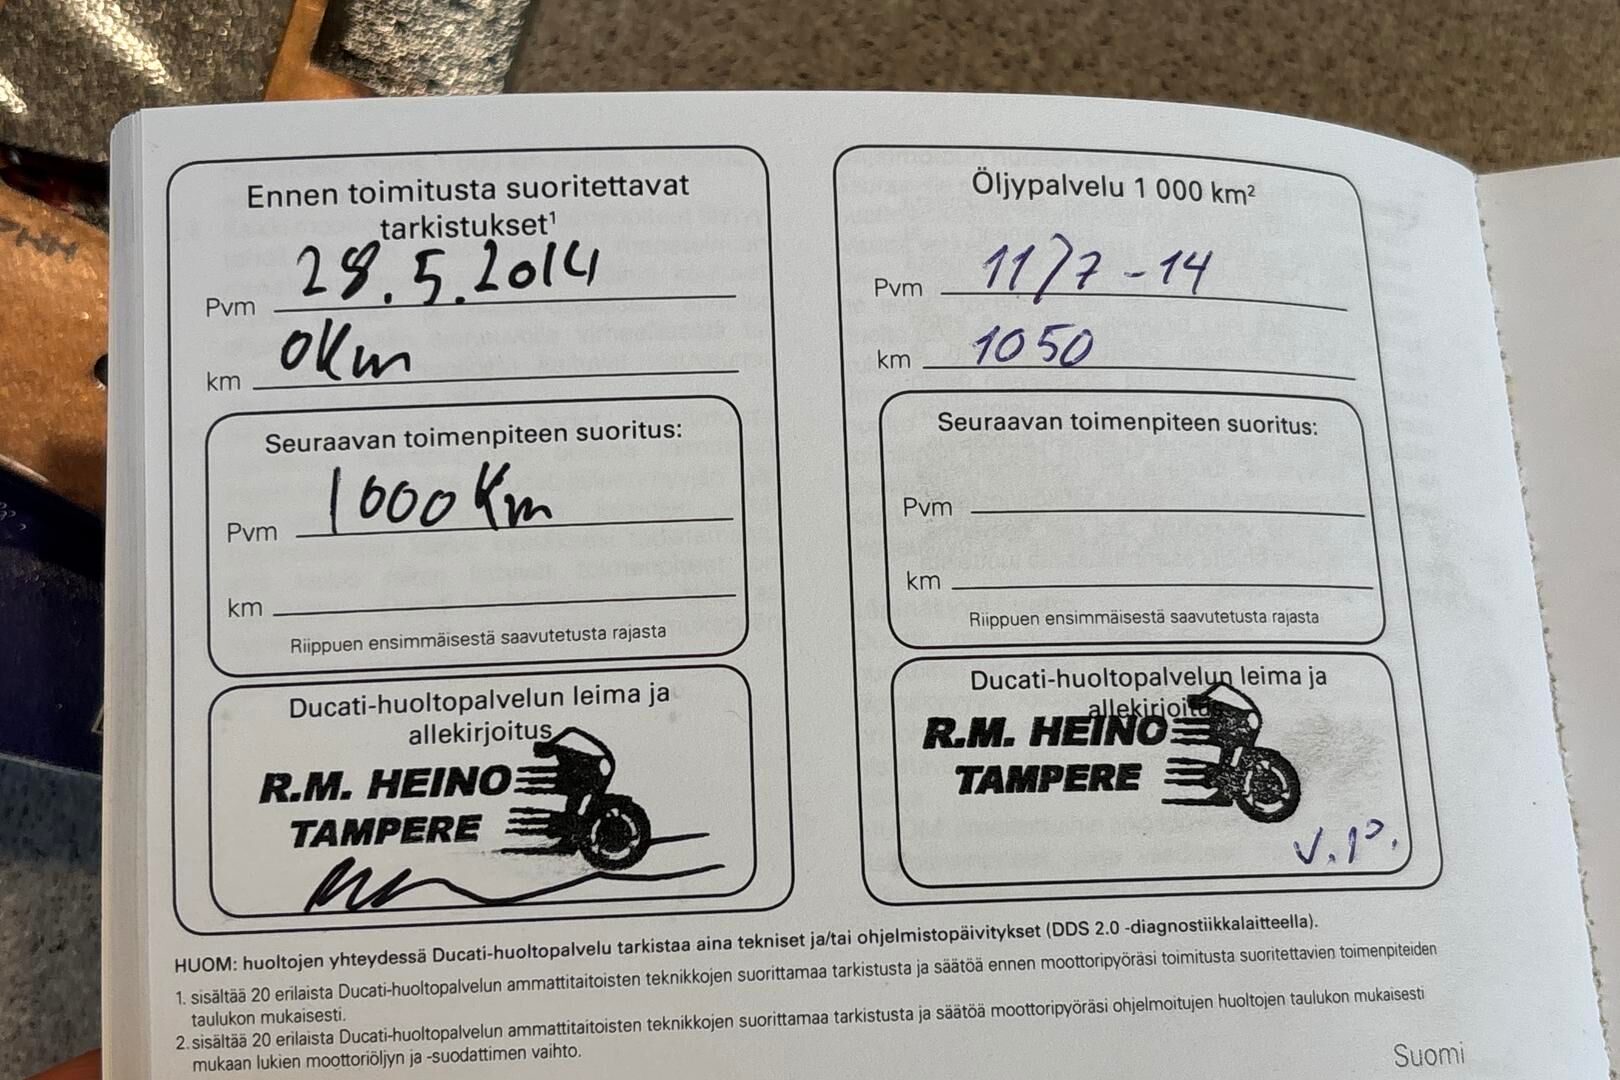 Ennen toimitusta suoritettavat
tarkistukset¹
Pvm 28.5.2014
km 0Km
Seuraavan toimenpiteen suoritus:
Pvm 1000 Km
km
Riippuen ensimmäisestä saavutetusta rajasta
Ducati-huoltopalvelun leima ja
allekirjoitus
R.M. HEINO
TAMPERE
Öljypalvelu 1 000 km²
Pvm 11/7-14
km 1050
Seuraavan toimenpiteen suoritus:
Pvm
km
Riippuen ensimmäisestä saavutetusta rajasta
Ducati-huoltopalvelun leima ja
allekirjoitus
R.M. HEINO
TAMPERE
V.P.
HUOM: huoltojen yhteydessä Ducati-huoltopalvelu tarkistaa aina tekniset ja/tai ohjelmistopäivitykset (DDS 2.0 -diagnostiikkalaitteella).
1. sisältää 20 erilaista Ducati-huoltopalvelun ammattitaitoisten teknikkojen suorittamaa tarkistusta ja säätöä ennen moottoripyöräsi toimitusta suoritettavien toimenpiteiden
taulukon mukaisesti.
2. sisältää 20 erilaista Ducati-huoltopalvelun ammattitaitoisten teknikkojen suorittamaa tarkistusta ja säätöä moottoripyöräsi ohjelmoitujen huoltojen taulukon mukaisesti
mukaan lukien moottoriöljyn ja -suodattimen vaihto.
Suomi